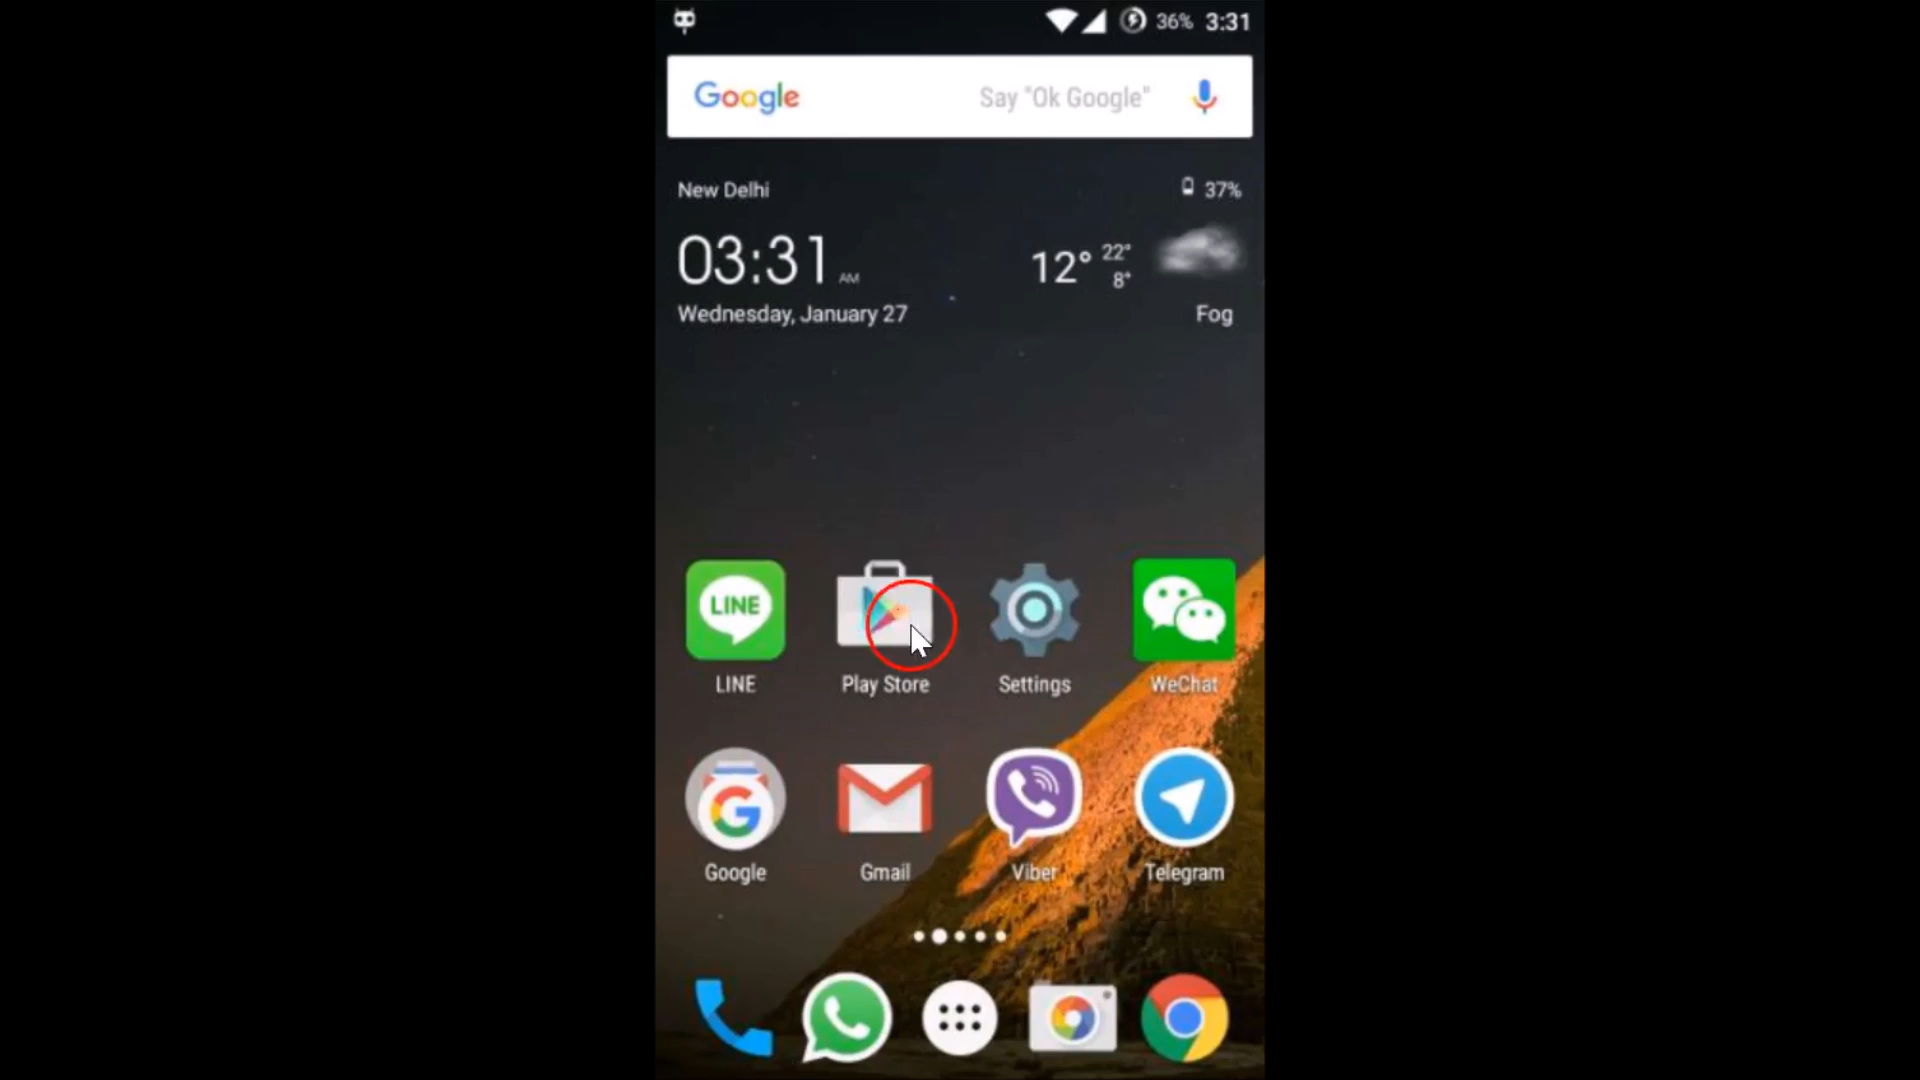 36% 3:31
Google Say "Ok Google"
New Delhi 37%
03:31 AM 12° 22° 8°
Wednesday, January 27 Fog
LINE
LINE Play Store Settings WeChat
G
Google Gmail Viber Telegram